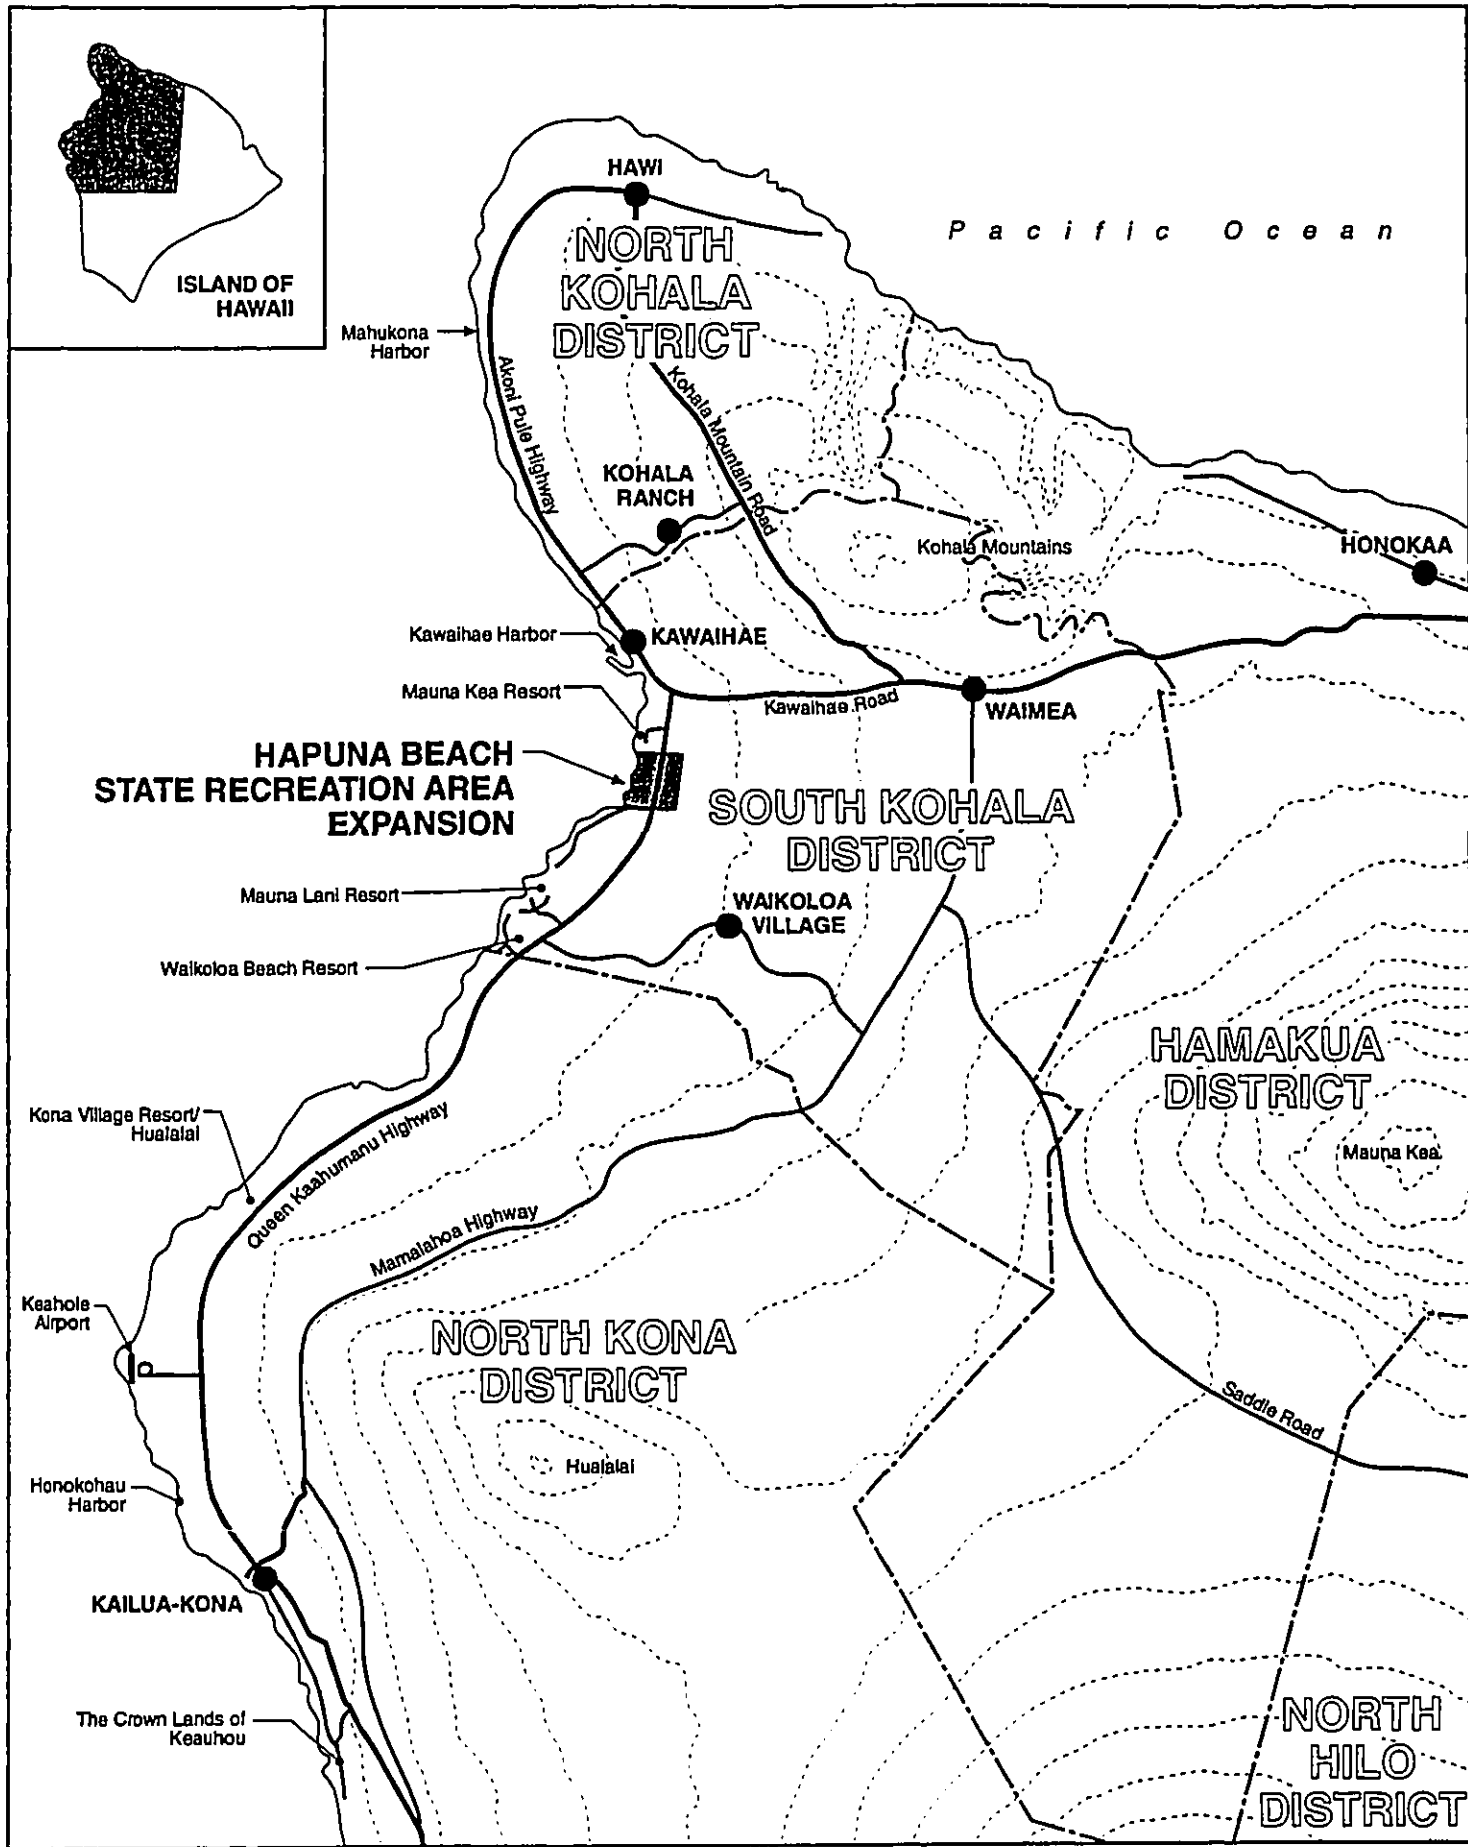 ISLAND OF
HAWAII
HAWI
Pacific Ocean
NORTH
KOHALA
DISTRICT
Mahukona
Harbor
Akoni Pule Highway
Kohala Mountain Road
KOHALA
RANCH
Kohala Mountains
HONOKAA
Kawaihae Harbor
KAWAIHAE
Mauna Kea Resort
Kawaihae Road
WAIMEA
HAPUNA BEACH
STATE RECREATION AREA
EXPANSION
SOUTH KOHALA
DISTRICT
Mauna Lani Resort
WAIKOLOA
VILLAGE
Waikoloa Beach Resort
HAMAKUA
DISTRICT
Kona Village Resort/
Hualalai
Queen Kaahumanu Highway
Mauna Kea
Mamalahoa Highway
Keahole
Airport
NORTH KONA
DISTRICT
Saddle Road
Hualalai
Honokohau
Harbor
KAILUA-KONA
The Crown Lands of
Keauhou
NORTH
HILO
DISTRICT